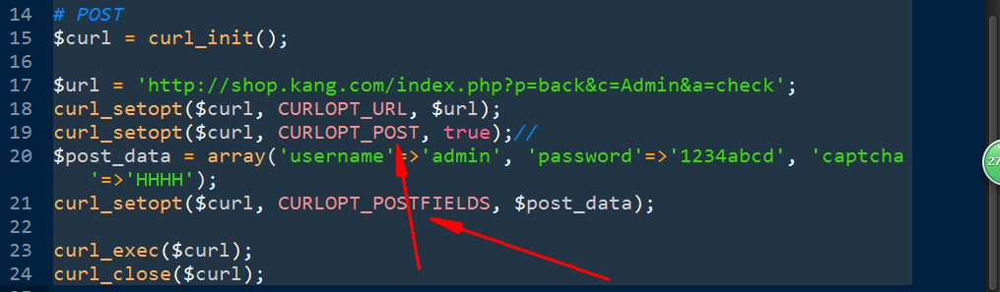 14 # POST
15 $curl = curl_init();
16
17 $url = 'http://shop.kang.com/index.php?p=back&c=Admin&a=check';
18 curl_setopt($curl, CURLOPT_URL, $url);
19 curl_setopt($curl, CURLOPT_POST, true);//
20 $post_data = array('username'=>'admin', 'password'=>'1234abcd', 'captcha
'=>'HHHH');
21 curl_setopt($curl, CURLOPT_POSTFIELDS, $post_data);
22
23 curl_exec($curl);
24 curl_close($curl);
27